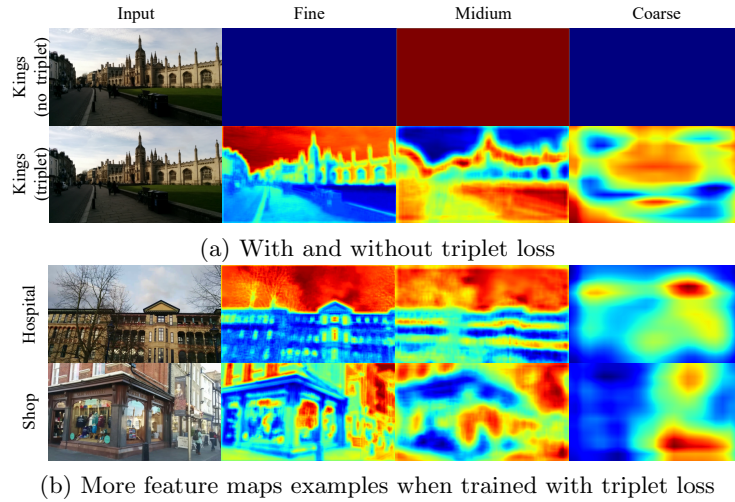 Input Fine Midium Coarse
Kings
(no triplet)
Kings
(triplet)
(a) With and without triplet loss
Hospital
Shop
(b) More feature maps examples when trained with triplet loss